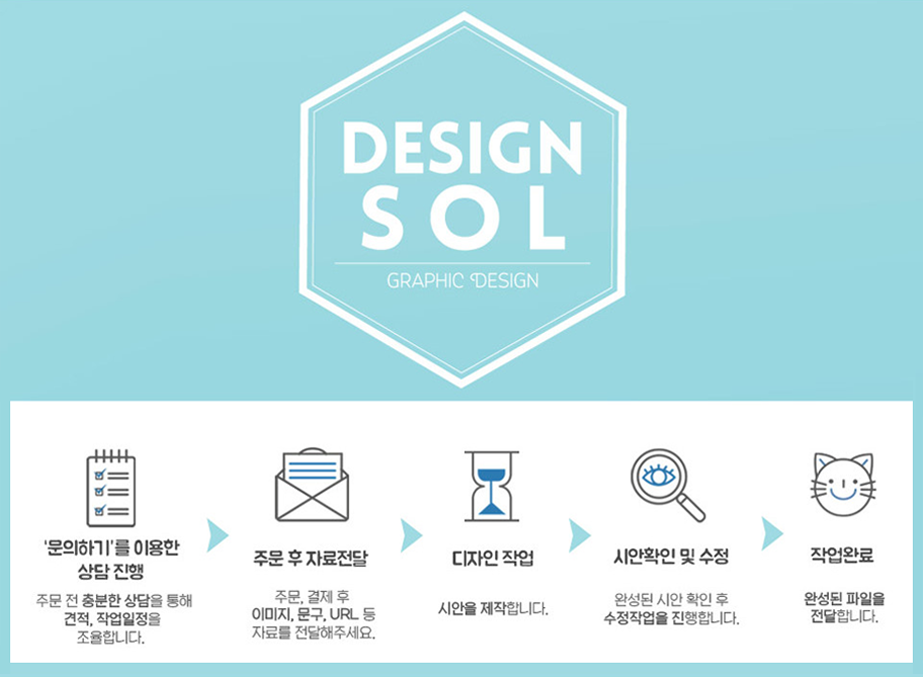 DESIGN
SOL
GRAPHIC DESIGN
'문의하기'를 이용한
상담 진행
주문 전 충분한 상담을 통해
견적, 작업일정을
조율합니다.
주문 후 자료전달
주문, 결제 후
이미지, 문구, URL 등
자료를 전달해주세요.
디자인 작업
시안을 제작합니다.
시안확인 및 수정
완성된 시안 확인 후
수정작업을 진행합니다.
작업완료
완성된 파일을
전달합니다.